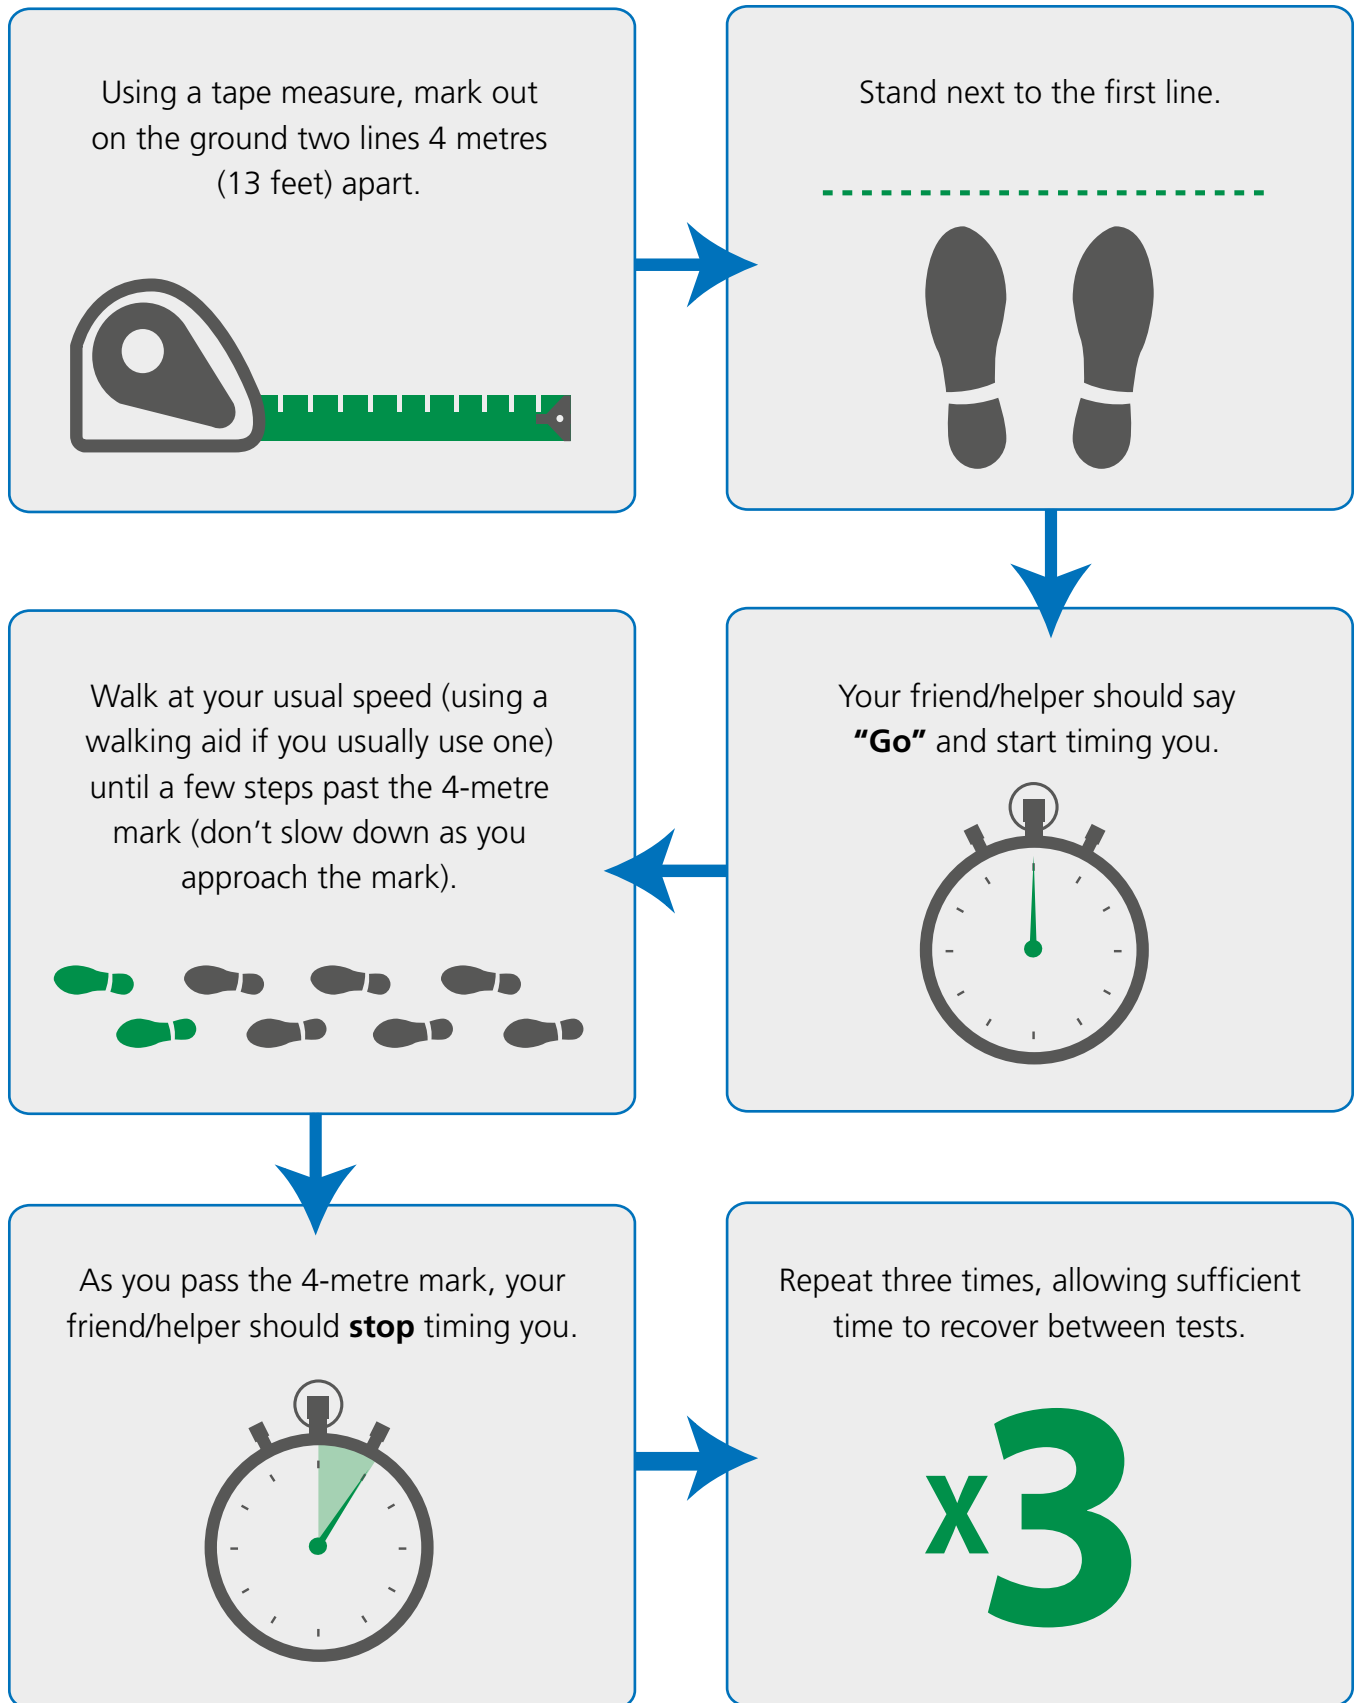 Using a tape measure, mark out
on the ground two lines 4 metres
(13 feet) apart.
Stand next to the first line.
Your friend/helper should say
“Go” and start timing you.
Walk at your usual speed (using a
walking aid if you usually use one)
until a few steps past the 4-metre
mark (don’t slow down as you
approach the mark).
As you pass the 4-metre mark, your
friend/helper should stop timing you.
Repeat three times, allowing sufficient
time to recover between tests.
x3